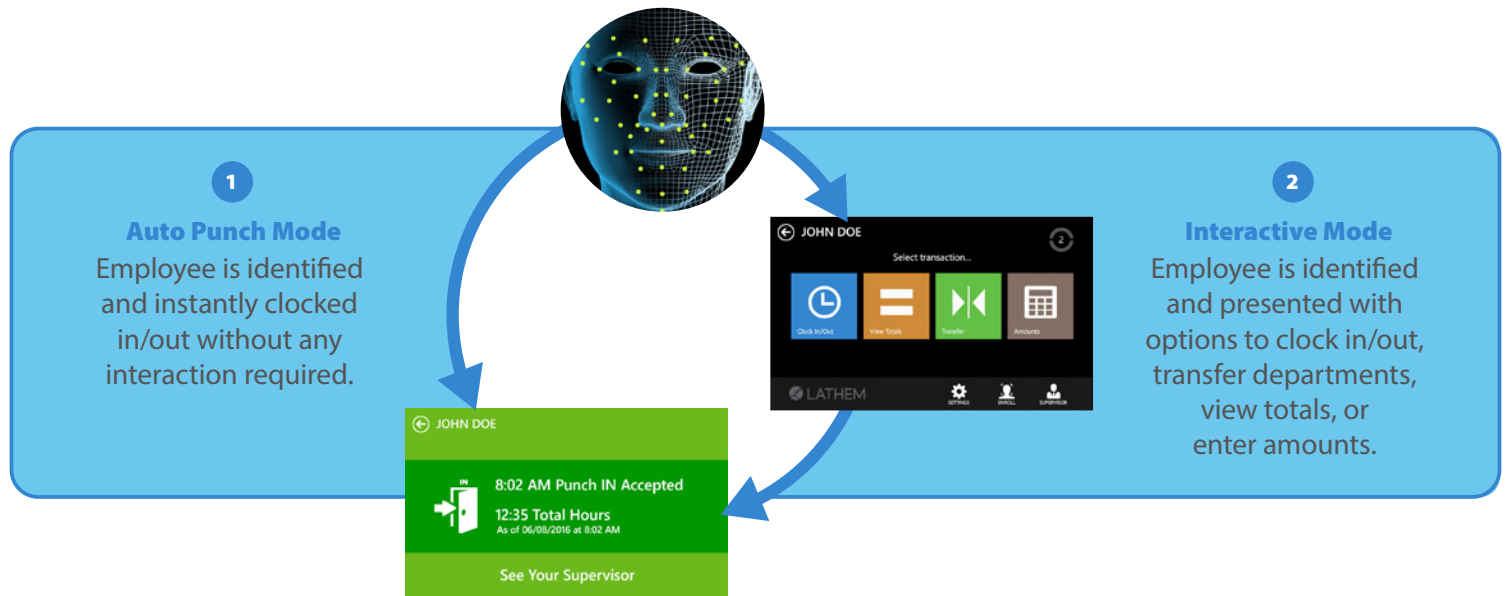 1
Auto Punch Mode
Employee is identified
and instantly clocked
in/out without any
interaction required.
JOHN DOE
2
Select transaction...
Clock In/Out
View Totals
Transfer
Amounts
LATHEM
SETTINGS
ENROLL
SUPERVISOR
2
Interactive Mode
Employee is identified
and presented with
options to clock in/out,
transfer departments,
view totals, or
enter amounts.
JOHN DOE
IN
8:02 AM Punch IN Accepted
12:35 Total Hours
As of 06/08/2016 at 8:02 AM
See Your Supervisor